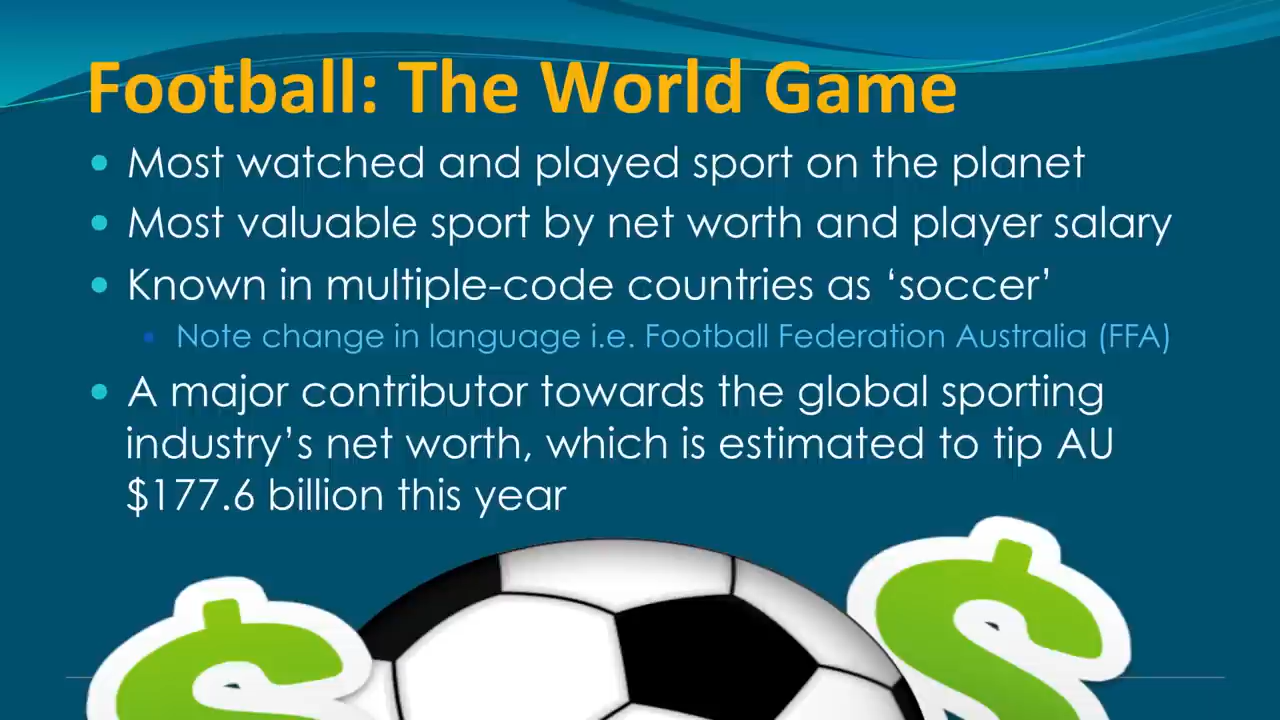 Football: The World Game
• Most watched and played sport on the planet
• Most valuable sport by net worth and player salary
• Known in multiple-code countries as ‘soccer’
• Note change in language i.e. Football Federation Australia (FFA)
• A major contributor towards the global sporting
industry’s net worth, which is estimated to tip AU
$177.6 billion this year
$ $